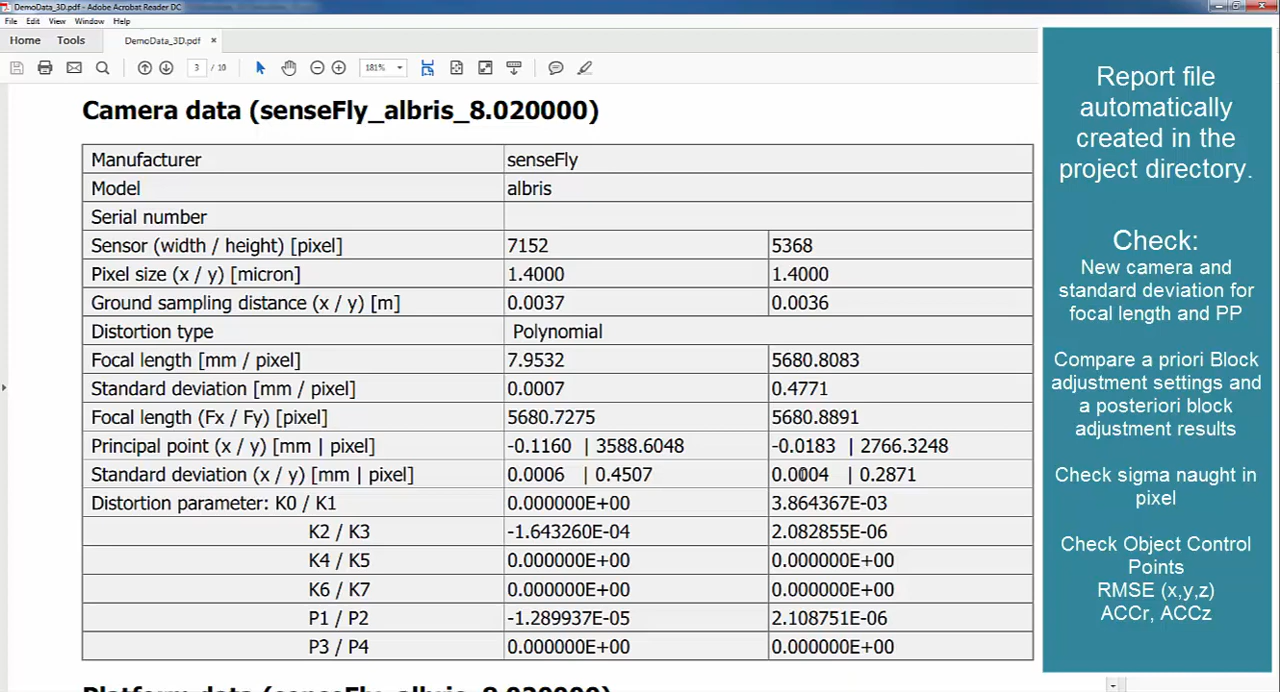 DemoData_3D.pdf - Adobe Acrobat Reader DC
File Edit View Window Help
Home Tools DemoData_3D.pdf ×
3 / 10 181%
Camera data (senseFly_albris_8.020000)
Manufacturer senseFly
Model albris
Serial number
Sensor (width / height) [pixel] 7152 5368
Pixel size (x / y) [micron] 1.4000 1.4000
Ground sampling distance (x / y) [m] 0.0037 0.0036
Distortion type Polynomial
Focal length [mm / pixel] 7.9532 5680.8083
Standard deviation [mm / pixel] 0.0007 0.4771
Focal length (Fx / Fy) [pixel] 5680.7275 5680.8891
Principal point (x / y) [mm | pixel] -0.1160 | 3588.6048 -0.0183 | 2766.3248
Standard deviation (x / y) [mm | pixel] 0.0006 | 0.4507 0.0004 | 0.2871
Distortion parameter: K0 / K1 0.000000E+00 3.864367E-03
K2 / K3 -1.643260E-04 2.082855E-06
K4 / K5 0.000000E+00 0.000000E+00
K6 / K7 0.000000E+00 0.000000E+00
P1 / P2 -1.289937E-05 2.108751E-06
P3 / P4 0.000000E+00 0.000000E+00
Platform data (senseFly_albris_8.020000)
Report file
automatically
created in the
project directory.
Check:
New camera and
standard deviation for
focal length and PP
Compare a priori Block
adjustment settings and
a posteriori block
adjustment results
Check sigma naught in
pixel
Check Object Control
Points
RMSE (x,y,z)
ACCr, ACCz